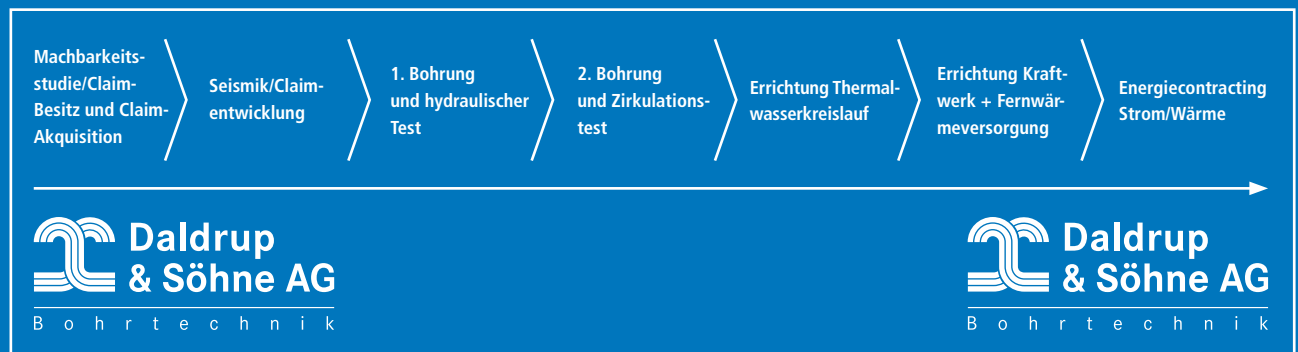 Machbarkeits-
studie/Claim-
Besitz und Claim-
Akquisition
Seismik/Claim-
entwicklung
1. Bohrung
und hydraulischer
Test
2. Bohrung
und Zirkulations-
test
Errichtung Thermal-
wasserkreislauf
Errichtung Kraft-
werk + Fernwär-
meversorgung
Energiecontracting
Strom/Wärme
Daldrup
& Söhne AG
Bohrtechnik
Daldrup
& Söhne AG
Bohrtechnik